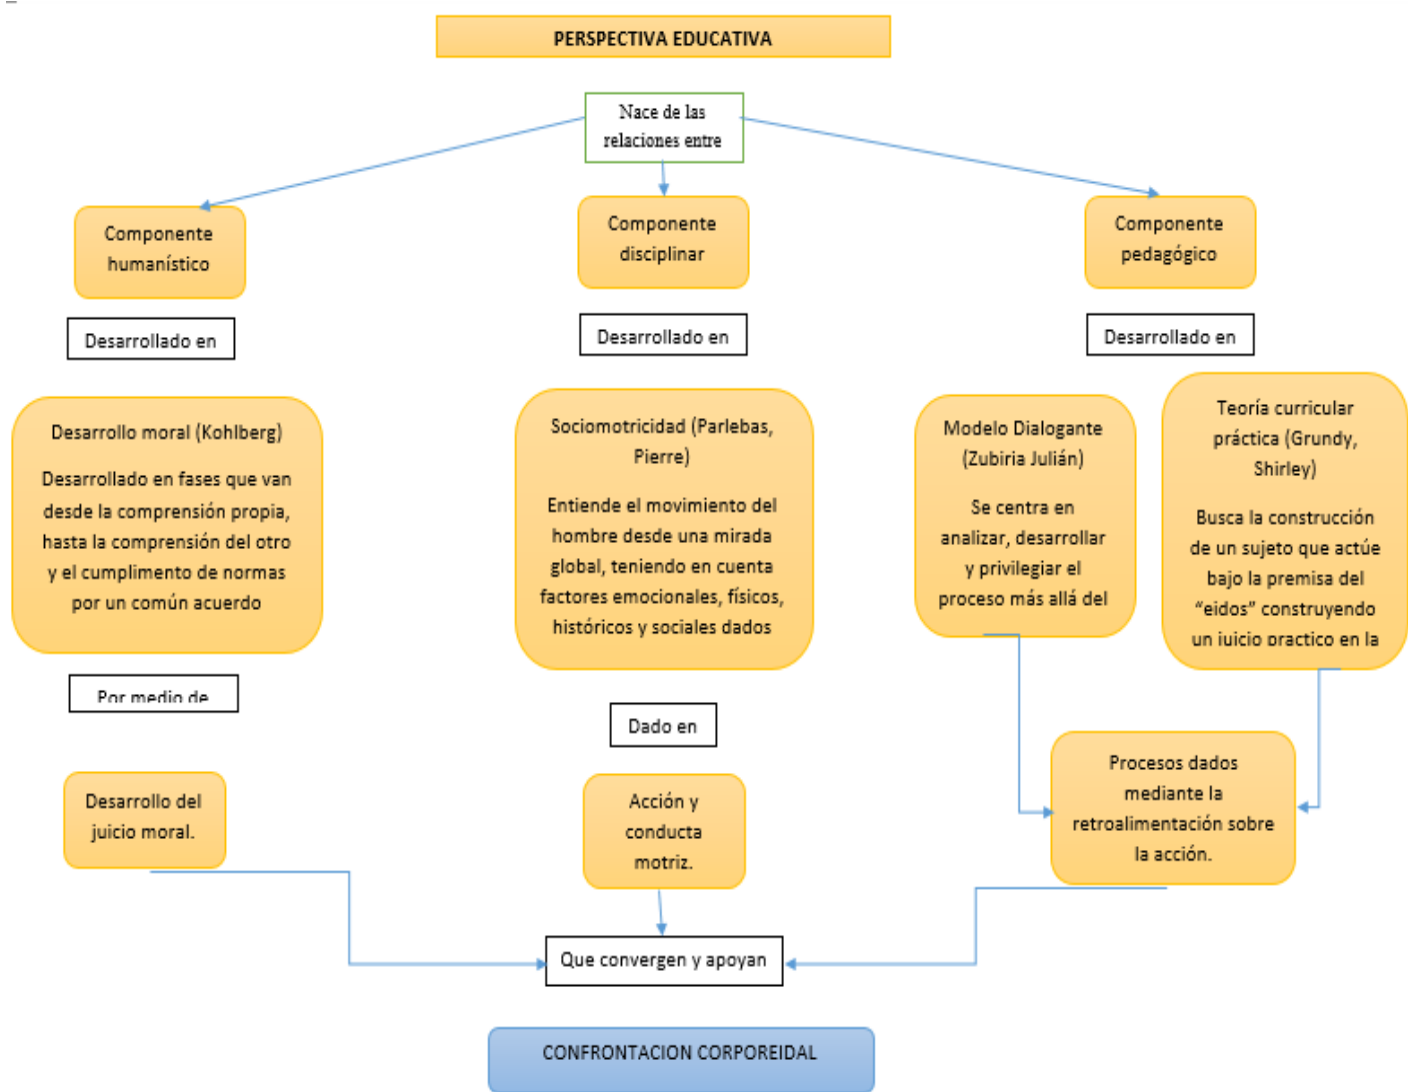 PERSPECTIVA EDUCATIVA
Nace de las
relaciones entre
Componente
humanístico
Componente
disciplinar
Componente
pedagógico
Desarrollado en
Desarrollado en
Desarrollado en
Desarrollo moral (Kohlberg)
Desarrollado en fases que van
desde la comprensión propia,
hasta la comprensión del otro
y el cumplimento de normas
por un común acuerdo
Sociomotricidad (Parlebas,
Pierre)
Entiende el movimiento del
hombre desde una mirada
global, teniendo en cuenta
factores emocionales, físicos,
históricos y sociales dados
Modelo Dialogante
(Zubiria Julián)
Se centra en
analizar, desarrollar
y privilegiar el
proceso más allá del
Teoría curricular
práctica (Grundy,
Shirley)
Busca la construcción
de un sujeto que actúe
bajo la premisa del
“eidos” construyendo
un juicio practico en la
Por medio de
Dado en
Desarrollo del
juicio moral.
Acción y
conducta
motriz.
Procesos dados
mediante la
retroalimentación sobre
la acción.
Que convergen y apoyan
CONFRONTACION CORPOREIDAL